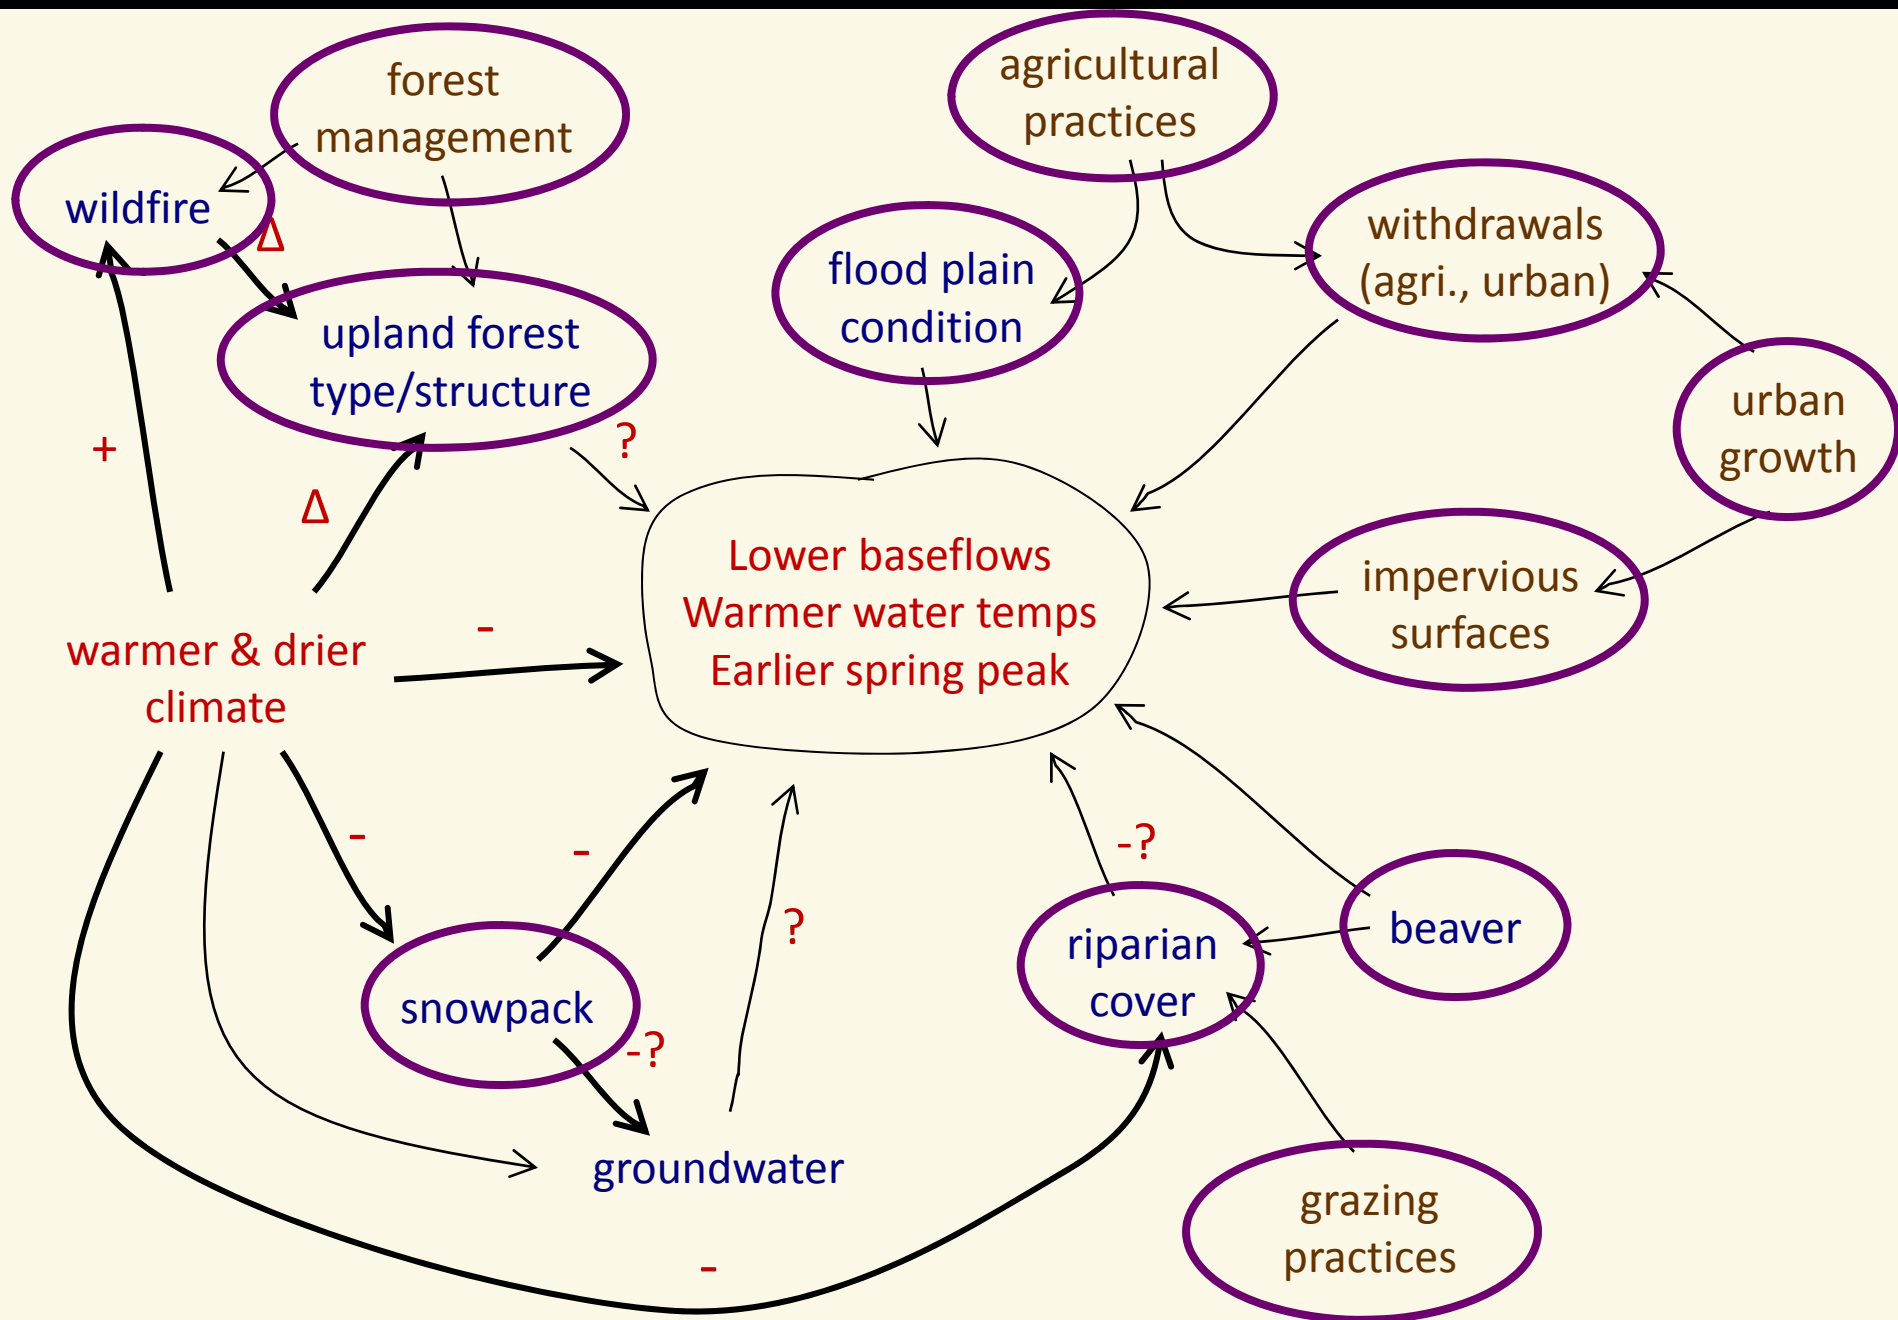 forest
management
agricultural
practices
wildfire
Δ
withdrawals
(agri., urban)
flood plain
condition
upland forest
type/structure
urban
growth
+
?
Δ
Lower baseflows
Warmer water temps
Earlier spring peak
impervious
surfaces
warmer & drier
climate
-
-
-
-?
?
riparian
cover
beaver
snowpack
-?
groundwater
grazing
practices
-